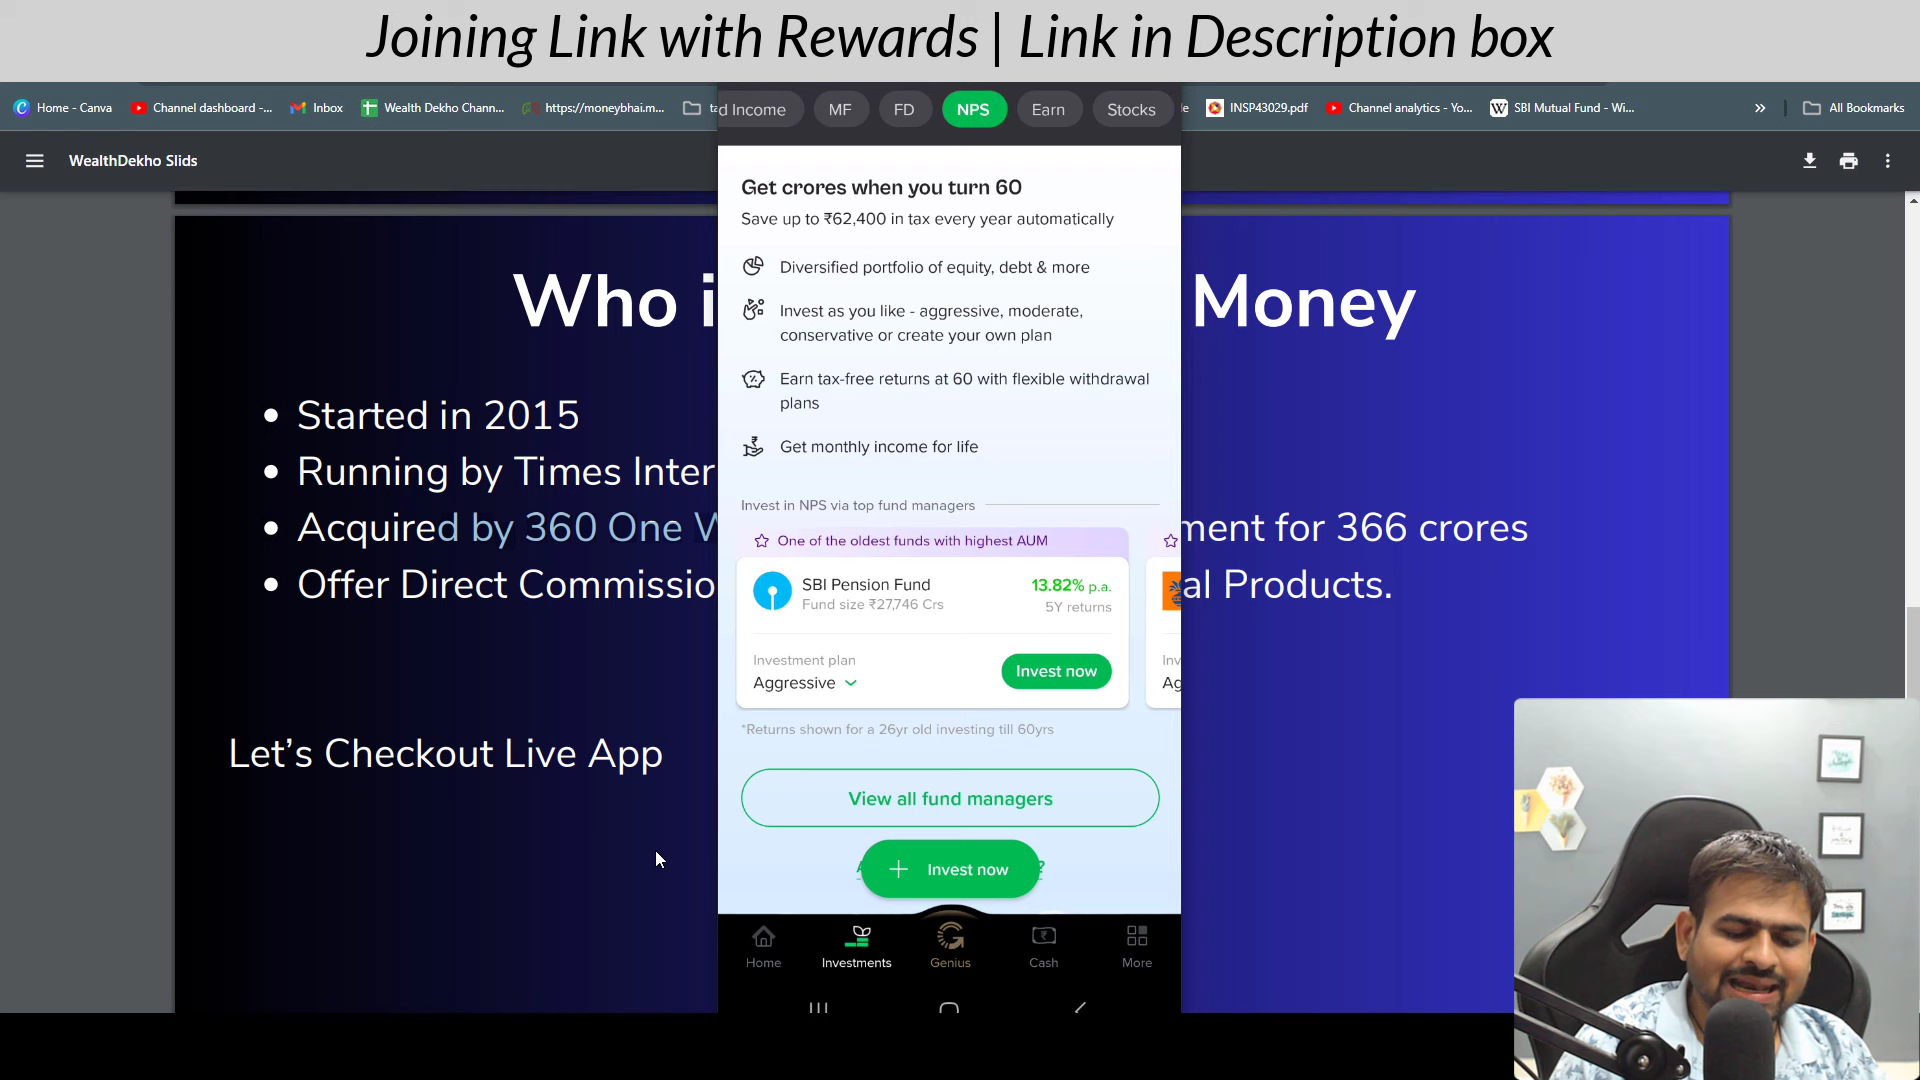 Joining Link with Rewards | Link in Description box
Home - Canva
Channel dashboard -...
Inbox
Wealth Dekho Chann...
https://moneybhai.m...
INSP43029.pdf
Channel analytics - Yo...
SBI Mutual Fund - Wi...
All Bookmarks
d Income
MF
FD
NPS
Earn
Stocks
WealthDekho Slids
Get crores when you turn 60
Save up to ₹62,400 in tax every year automatically
Diversified portfolio of equity, debt & more
Invest as you like - aggressive, moderate,
conservative or create your own plan
Earn tax-free returns at 60 with flexible withdrawal
plans
Get monthly income for life
Invest in NPS via top fund managers
One of the oldest funds with highest AUM
SBI Pension Fund
13.82% p.a.
Fund size ₹27,746 Crs
5Y returns
Investment plan
Aggressive
Invest now
*Returns shown for a 26yr old investing till 60yrs
View all fund managers
Invest now
Home
Investments
Genius
Cash
More
Who i
Money
Started in 2015
Running by Times Inter
Acquired by 360 One W
ment for 366 crores
Offer Direct Commissio
al Products.
Let's Checkout Live App